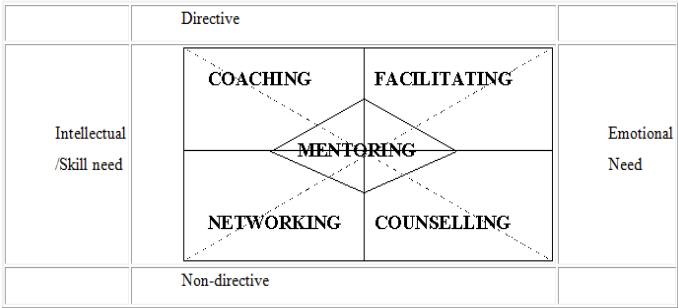 Directive
COACHING FACILITATING
Intellectual
/Skill need
MENTORING
Emotional
Need
NETWORKING COUNSELLING
Non-directive